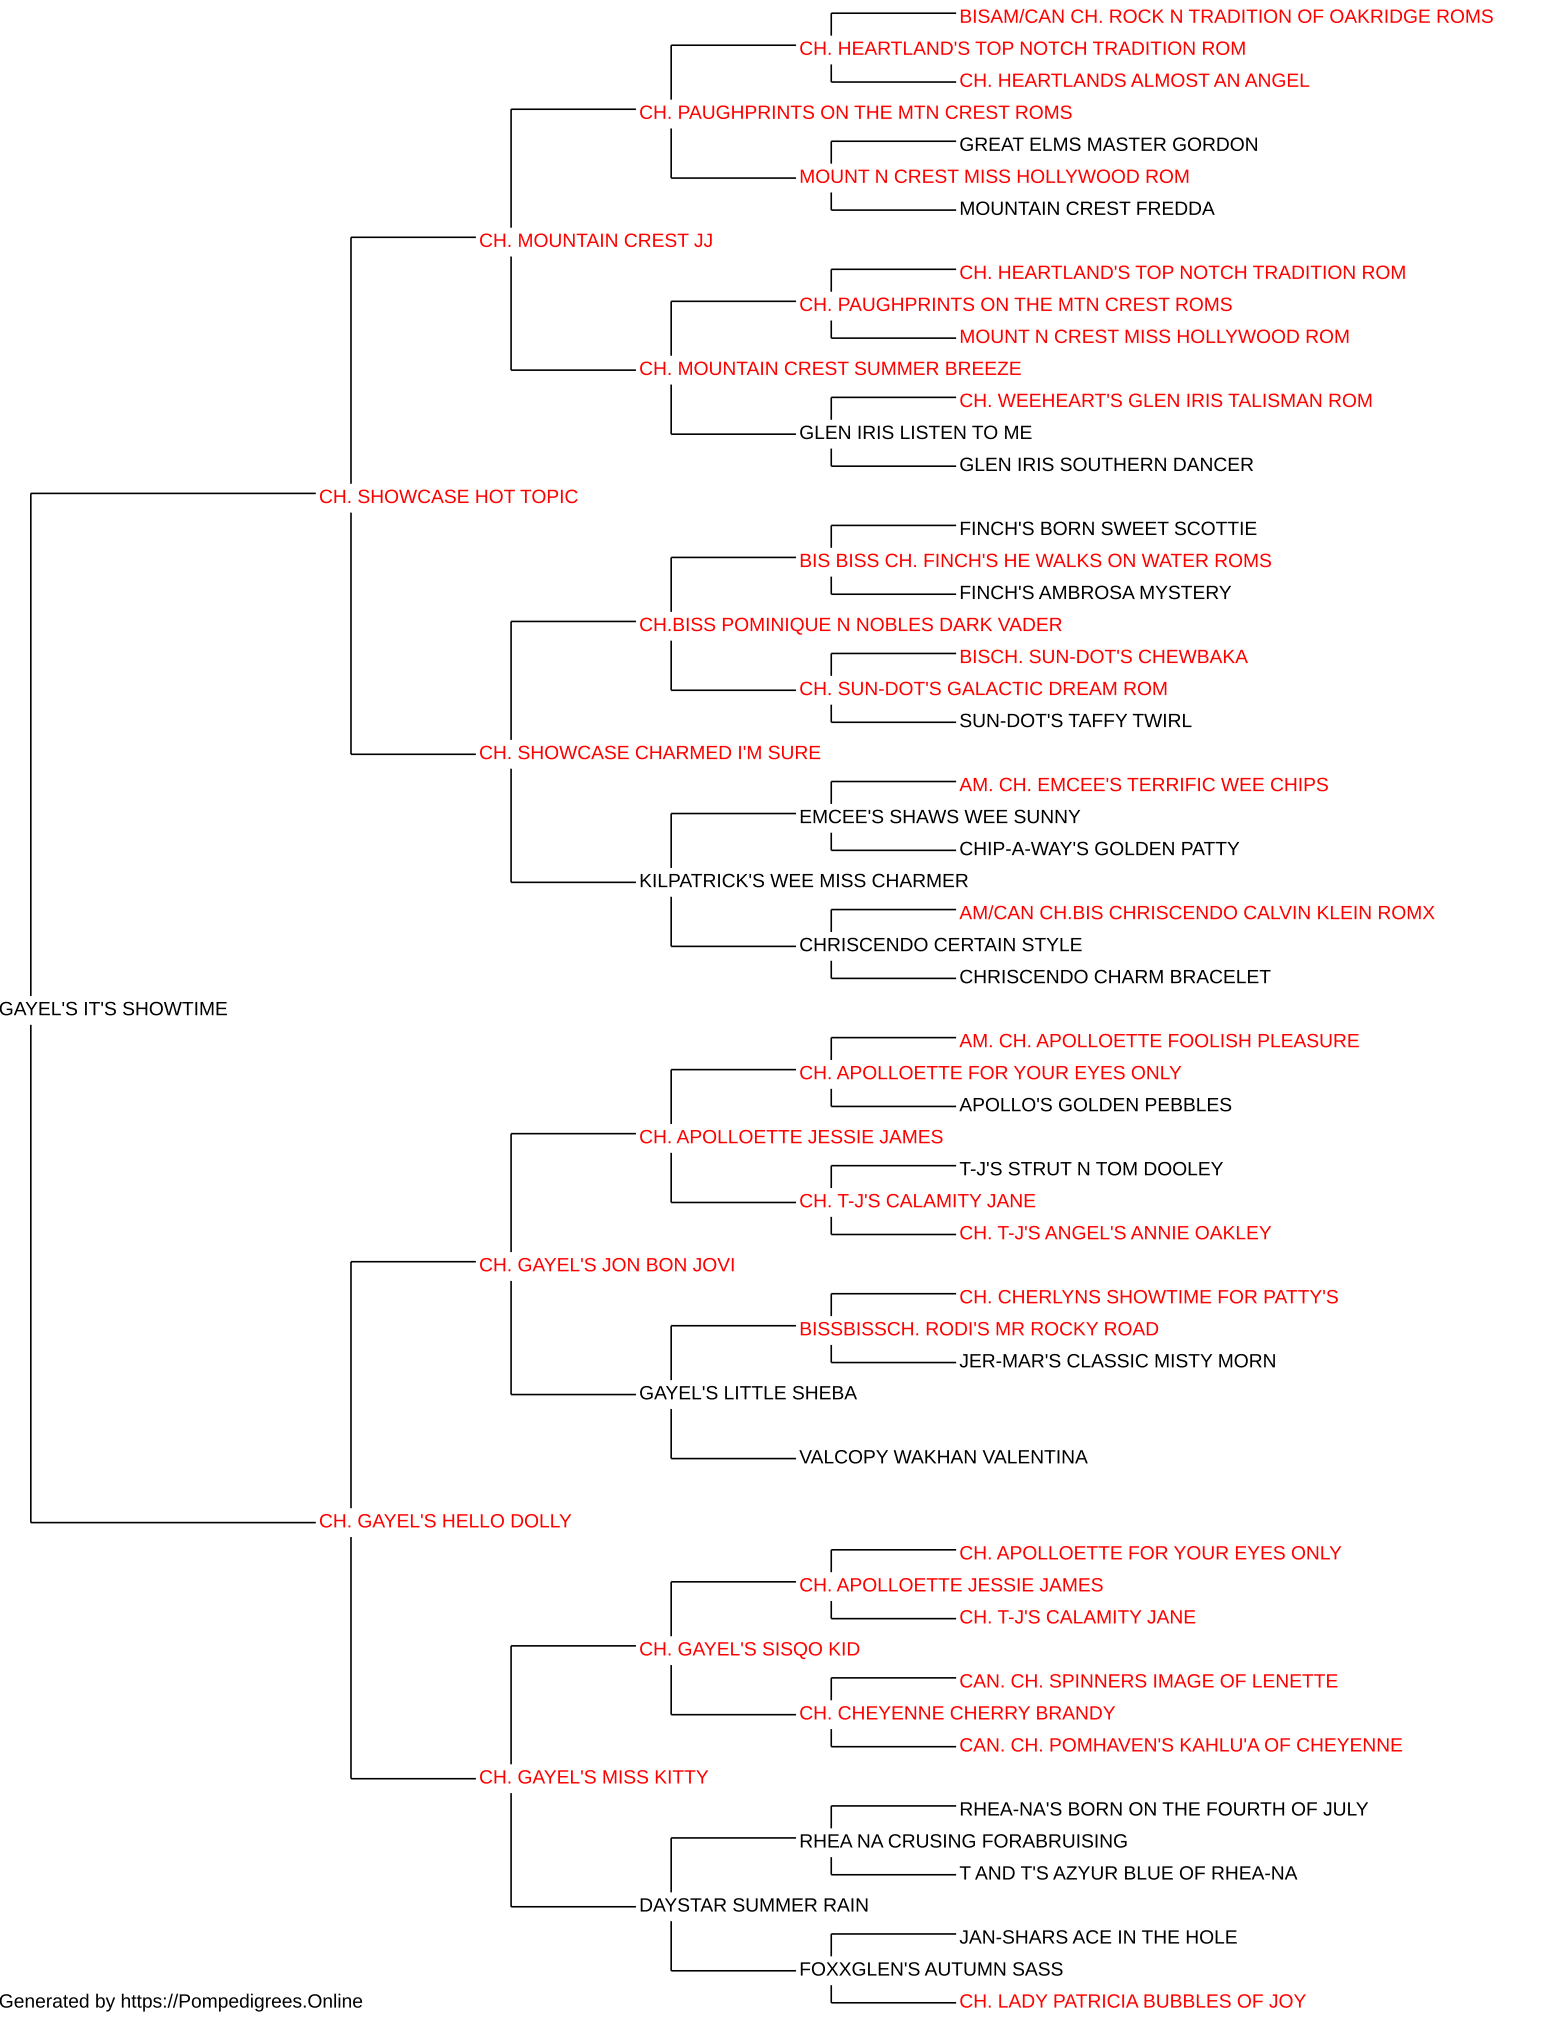 BISAM/CAN CH. ROCK N TRADITION OF OAKRIDGE ROMS
CH. HEARTLAND'S TOP NOTCH TRADITION ROM
CH. HEARTLANDS ALMOST AN ANGEL
CH. PAUGHPRINTS ON THE MTN CREST ROMS
GREAT ELMS MASTER GORDON
MOUNT N CREST MISS HOLLYWOOD ROM
MOUNTAIN CREST FREDDA
CH. MOUNTAIN CREST JJ
CH. HEARTLAND'S TOP NOTCH TRADITION ROM
CH. PAUGHPRINTS ON THE MTN CREST ROMS
MOUNT N CREST MISS HOLLYWOOD ROM
CH. MOUNTAIN CREST SUMMER BREEZE
CH. WEEHEART'S GLEN IRIS TALISMAN ROM
GLEN IRIS LISTEN TO ME
GLEN IRIS SOUTHERN DANCER
CH. SHOWCASE HOT TOPIC
FINCH'S BORN SWEET SCOTTIE
BIS BISS CH. FINCH'S HE WALKS ON WATER ROMS
FINCH'S AMBROSA MYSTERY
CH.BISS POMINIQUE N NOBLES DARK VADER
BISCH. SUN-DOT'S CHEWBAKA
CH. SUN-DOT'S GALACTIC DREAM ROM
SUN-DOT'S TAFFY TWIRL
CH. SHOWCASE CHARMED I'M SURE
AM. CH. EMCEE'S TERRIFIC WEE CHIPS
EMCEE'S SHAWS WEE SUNNY
CHIP-A-WAY'S GOLDEN PATTY
KILPATRICK'S WEE MISS CHARMER
AM/CAN CH.BIS CHRISCENDO CALVIN KLEIN ROMX
CHRISCENDO CERTAIN STYLE
CHRISCENDO CHARM BRACELET
GAYEL'S IT'S SHOWTIME
AM. CH. APOLLOETTE FOOLISH PLEASURE
CH. APOLLOETTE FOR YOUR EYES ONLY
APOLLO'S GOLDEN PEBBLES
CH. APOLLOETTE JESSIE JAMES
T-J'S STRUT N TOM DOOLEY
CH. T-J'S CALAMITY JANE
CH. T-J'S ANGEL'S ANNIE OAKLEY
CH. GAYEL'S JON BON JOVI
CH. CHERLYNS SHOWTIME FOR PATTY'S
BISSBISSCH. RODI'S MR ROCKY ROAD
JER-MAR'S CLASSIC MISTY MORN
GAYEL'S LITTLE SHEBA
VALCOPY WAKHAN VALENTINA
CH. GAYEL'S HELLO DOLLY
CH. APOLLOETTE FOR YOUR EYES ONLY
CH. APOLLOETTE JESSIE JAMES
CH. T-J'S CALAMITY JANE
CH. GAYEL'S SISQO KID
CAN. CH. SPINNERS IMAGE OF LENETTE
CH. CHEYENNE CHERRY BRANDY
CAN. CH. POMHAVEN'S KAHLU'A OF CHEYENNE
CH. GAYEL'S MISS KITTY
RHEA-NA'S BORN ON THE FOURTH OF JULY
RHEA NA CRUSING FORABRUISING
T AND T'S AZYUR BLUE OF RHEA-NA
DAYSTAR SUMMER RAIN
JAN-SHARS ACE IN THE HOLE
FOXXGLEN'S AUTUMN SASS
CH. LADY PATRICIA BUBBLES OF JOY
Generated by https://Pompedigrees.Online